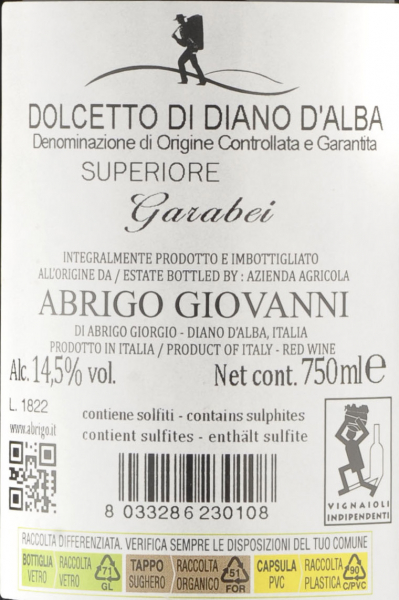 DOLCETTO DI DIANO D'ALBA
Denominazione di Origine Controllata e Garantita
SUPERIORE
Garabei
INTEGRALMENTE PRODOTTO E IMBOTTIGLIATO
ALL'ORIGINE DA / ESTATE BOTTLED BY : AZIENDA AGRICOLA
ABRIGO GIOVANNI
DI ABRIGO GIORGIO - DIANO D'ALBA, ITALIA
PRODOTTO IN ITALIA / PRODUCT OF ITALY - RED WINE
Alc. 14,5% vol. Net cont. 750ml e
L. 1822
www.abrigo.it
contiene solfiti - contains sulphites
contient sulfites - enthält sulfite
8 033286 230108
VIGNAIOLI
INDIPENDENTI
RACCOLTA DIFFERENZIATA. VERIFICA SEMPRE LE DISPOSIZIONI DEL TUO COMUNE
BOTTIGLIA VETRO
RACCOLTA VETRO
71 GL
TAPPO SUGHERO
RACCOLTA ORGANICO
51 FOR
CAPSULA PVC
RACCOLTA PLASTICA
90 C/PVC